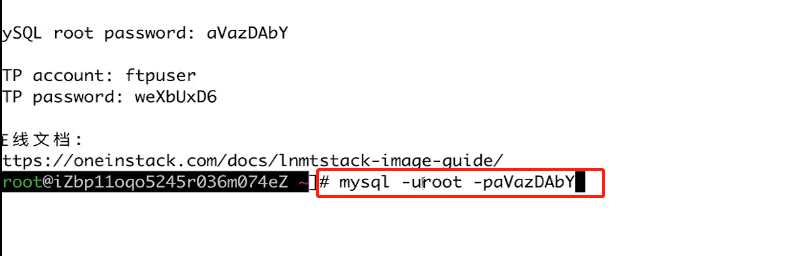 ySQL root password: aVazDAbY
TP account: ftpuser
TP password: weXbUxD6
在线文档：
ttps://oneinstack.com/docs/lnmtstack-image-guide/
root@iZbp11oqo5245r036m074eZ ~]# mysql -uroot -paVazDAbY